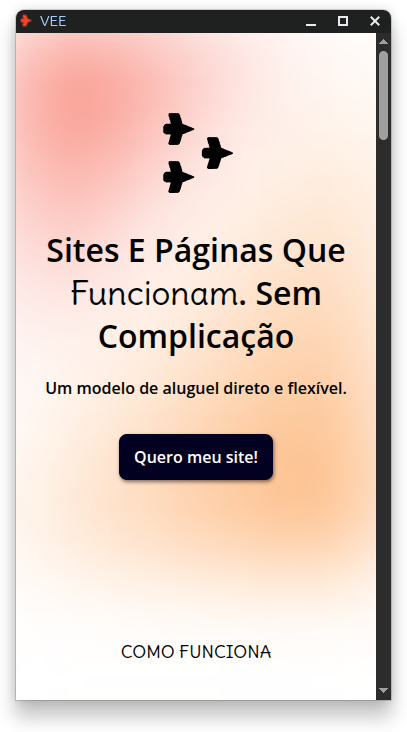 VEE
Sites E Páginas Que
Funcionam. Sem
Complicação
Um modelo de aluguel direto e flexível.
Quero meu site!
COMO FUNCIONA